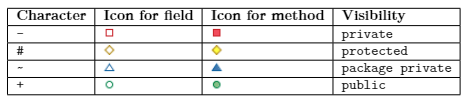 Character Icon for field Icon for method Visibility
- private
# protected
~ package private
+ public